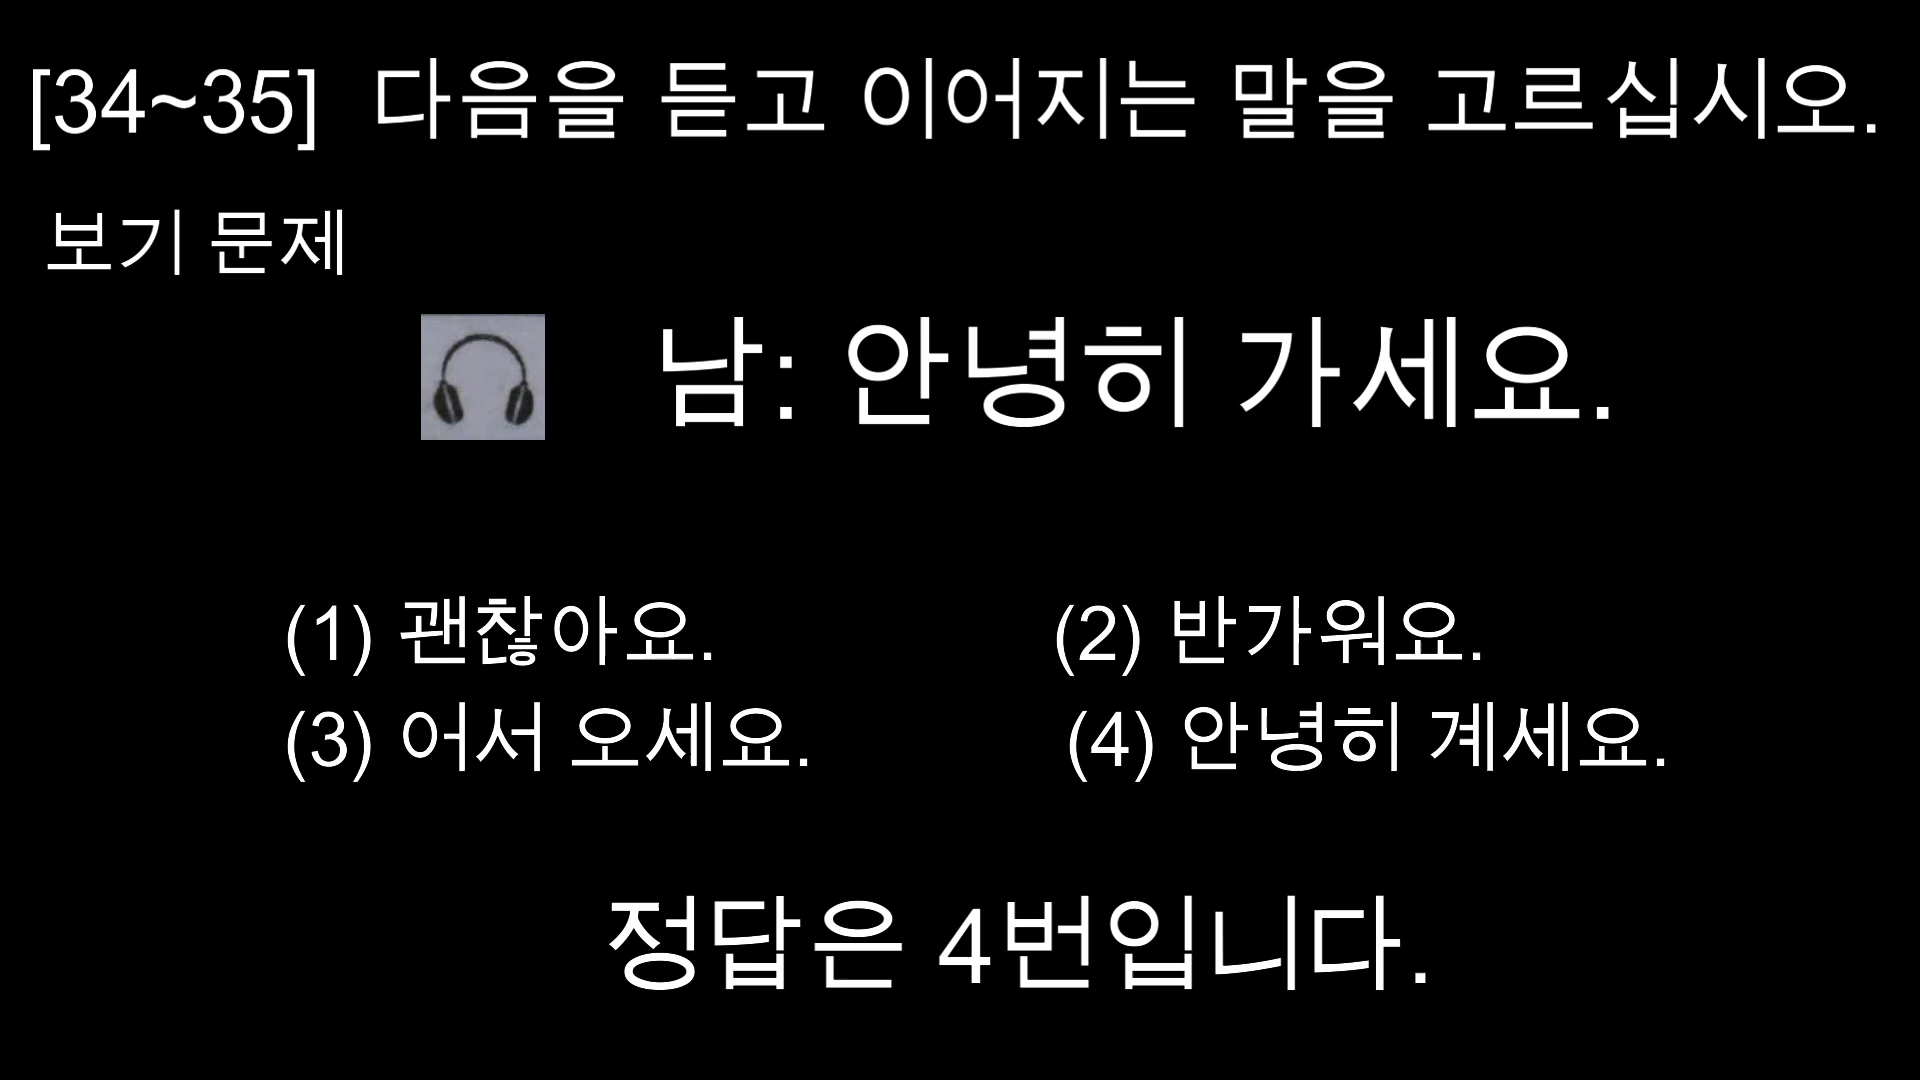 [34~35] 다음을 듣고 이어지는 말을 고르십시오.
보기 문제
남: 안녕히 가세요.
(1) 괜찮아요. (2) 반가워요.
(3) 어서 오세요. (4) 안녕히 계세요.
정답은 4번입니다.